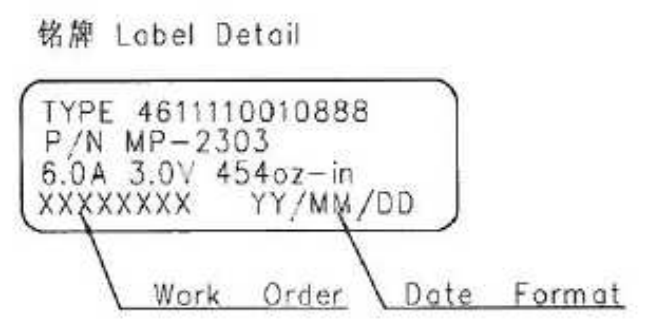 铭牌 Label Detail
TYPE 4611110010888
P/N MP-2303
6.0A 3.0V 454oz-in
XXXXXXXX YY/MM/DD
Work Order Date Format